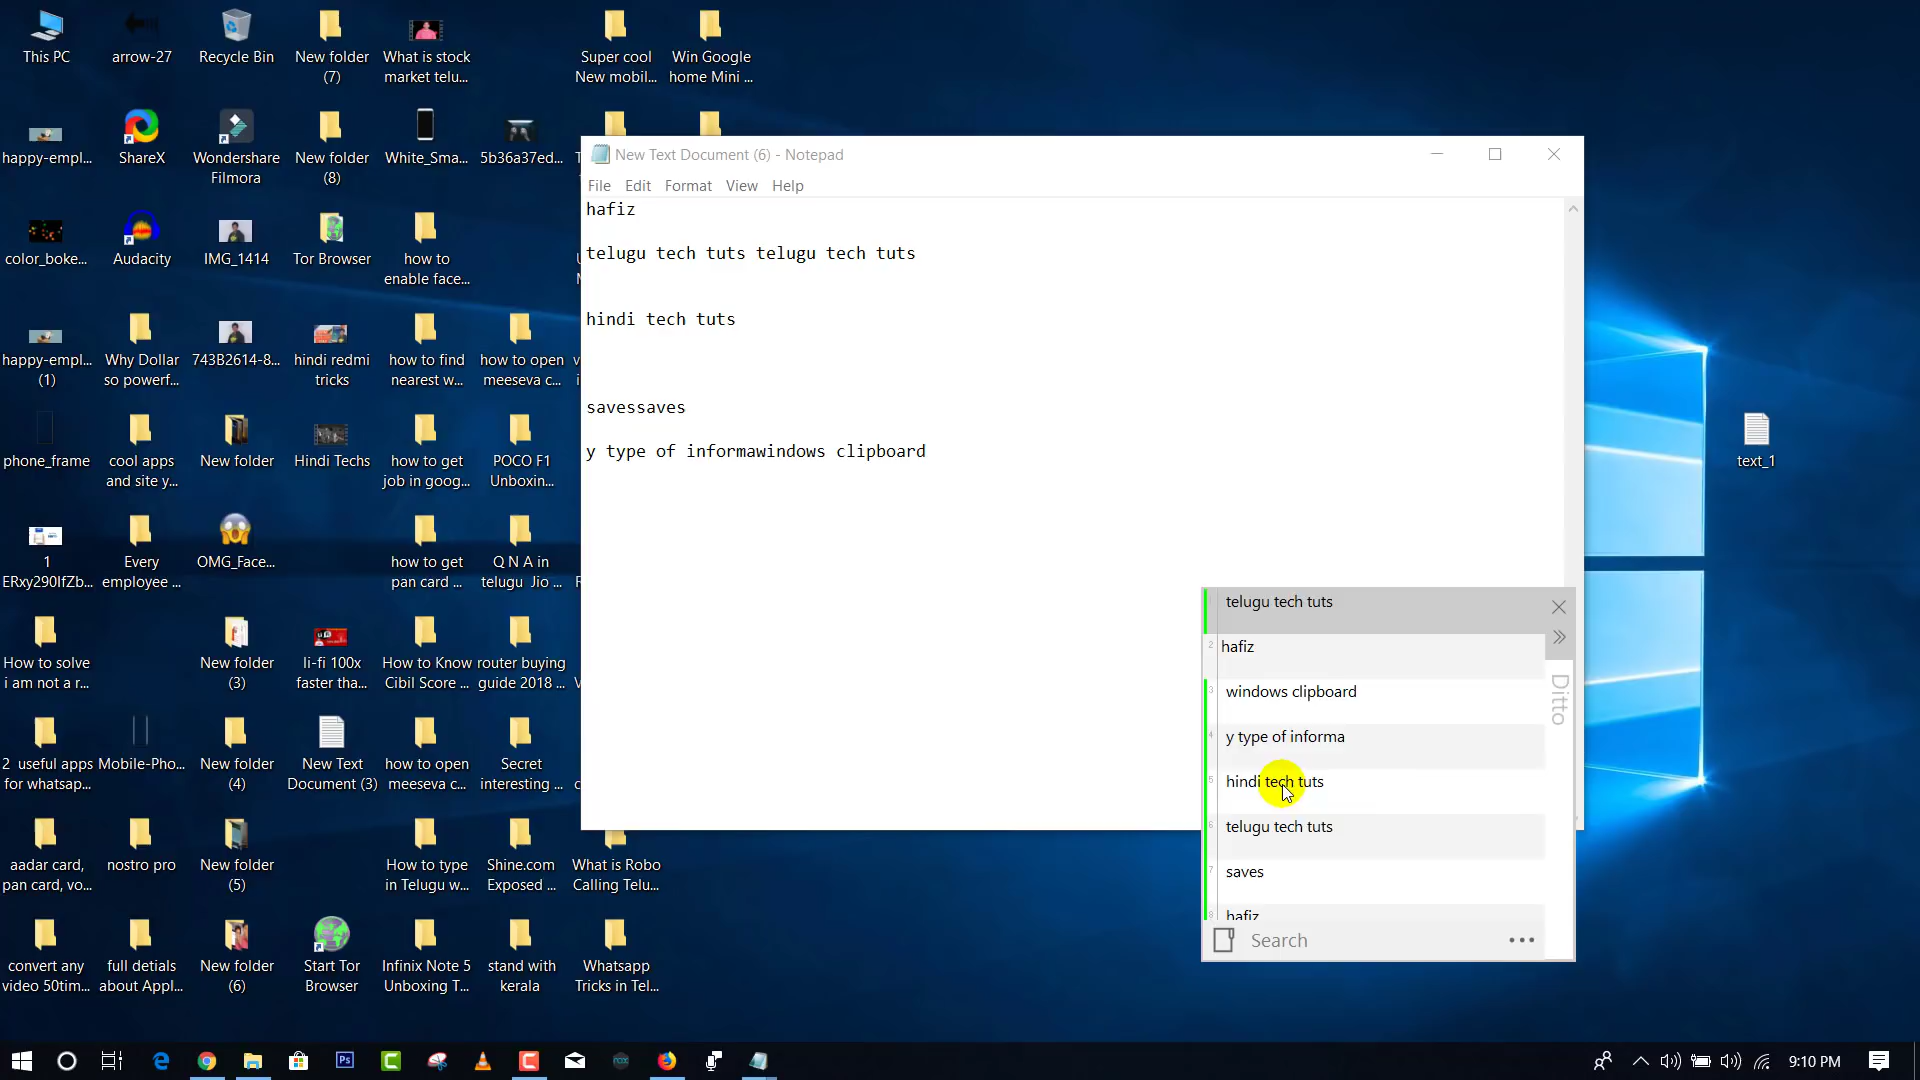 This PC
arrow-27
Recycle Bin
New folder
(7)
What is stock
market telu...
Super cool
New mobil...
Win Google
home Mini ...
happy-empl...
ShareX
Wondershare
Filmora
New folder
(8)
White_Sma...
5b36a37ed...
color_boke...
Audacity
IMG_1414
Tor Browser
how to
enable face...
happy-empl...
(1)
Why Dollar
so powerf...
743B2614-8...
hindi redmi
tricks
how to find
nearest w...
how to open
meeseva c...
phone_frame
cool apps
and site y...
New folder
Hindi Techs
how to get
job in goog...
POCO F1
Unboxin...
1
ERxy290IfZb...
Every
employee ...
OMG_Face...
how to get
pan card ...
Q N A in
telugu Jio ...
How to solve
i am not a r...
New folder
(3)
li-fi 100x
faster tha...
How to Know
Cibil Score ...
router buying
guide 2018 ...
2 useful apps
for whatsap...
Mobile-Pho...
New folder
(4)
New Text
Document (3)
how to open
meeseva c...
Secret
interesting ...
aadar card,
pan card, vo...
nostro pro
New folder
(5)
How to type
in Telugu w...
Shine.com
Exposed ...
What is Robo
Calling Telu...
convert any
video 50tim...
full detials
about Appl...
New folder
(6)
Start Tor
Browser
Infinix Note 5
Unboxing T...
stand with
kerala
Whatsapp
Tricks in Tel...
text_1
New Text Document (6) - Notepad
File Edit Format View Help
hafiz
telugu tech tuts telugu tech tuts
hindi tech tuts
savessaves
y type of informawindows clipboard
telugu tech tuts
2 hafiz
3 windows clipboard
4 y type of informa
5 hindi tech tuts
6 telugu tech tuts
7 saves
8 hafiz
Ditto
Search
9:10 PM